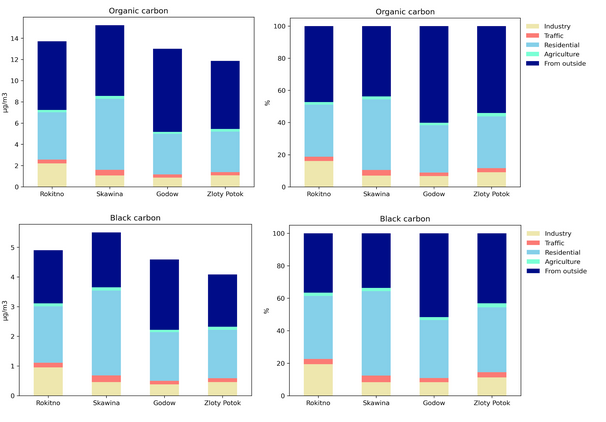 Organic carbon
14
12
10
8
6
4
2
0
µg/m3
Rokitno Skawina Godow Zloty Potok
Organic carbon
100
80
60
40
20
0
%
Rokitno Skawina Godow Zloty Potok
Industry
Traffic
Residential
Agriculture
From outside
Black carbon
5
4
3
2
1
0
µg/m3
Rokitno Skawina Godow Zloty Potok
Black carbon
100
80
60
40
20
0
%
Rokitno Skawina Godow Zloty Potok
Industry
Traffic
Residential
Agriculture
From outside